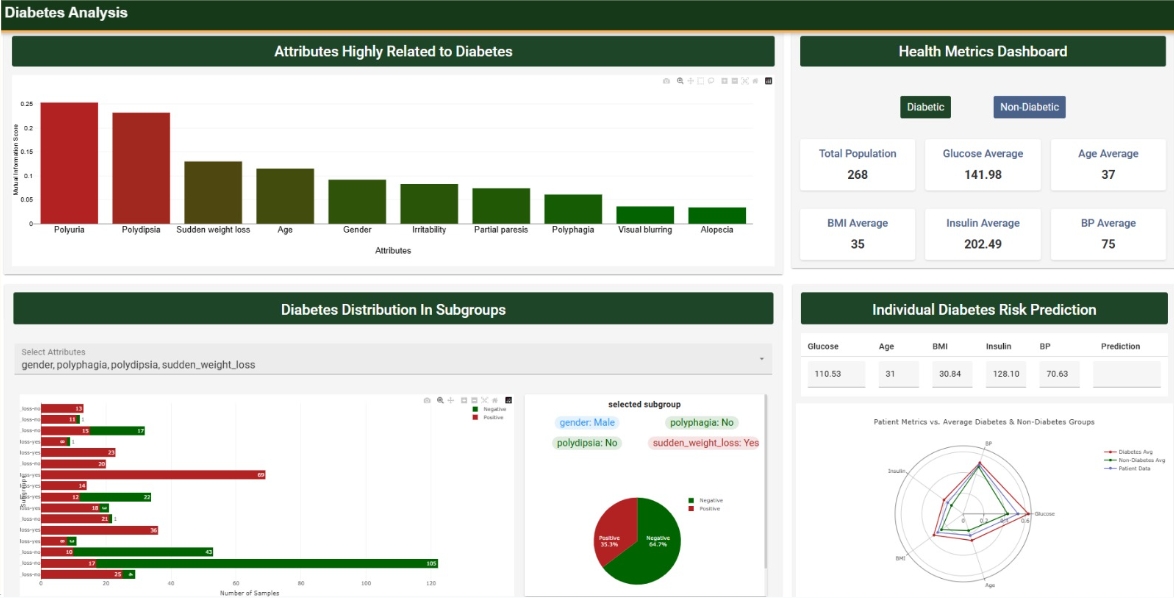 Diabetes Analysis
Attributes Highly Related to Diabetes
0.25
0.2
0.15
0.1
0.05
0
Mutual Information Score
Polyuria Polydipsia Sudden weight loss Age Gender Irritability Partial paresis Polyphagia Visual blurring Alopecia
Attributes
Health Metrics Dashboard
Diabetic Non-Diabetic
Total Population Glucose Average Age Average
268 141.98 37
BMI Average Insulin Average BP Average
35 202.49 75
Diabetes Distribution In Subgroups
Select Attributes
gender, polyphagia, polydipsia, sudden_weight_loss
Negative
Positive
loss-no 13
loss-no 11
loss-no 15 17
loss-yes
loss-yes 23
loss-no 20
loss-yes 69
loss-yes 14
loss-yes 12 22
loss-yes 18
loss-no 21 1
loss-yes 36
loss-yes
loss-no 10 43
loss-no 17 105
loss-no 25
Subgroups
0 20 40 60 80 100 120
Number of Samples
selected subgroup
gender: Male polyphagia: No
polydipsia: No sudden_weight_loss: Yes
Negative
Positive
Positive
35.3%
Negative
64.7%
Individual Diabetes Risk Prediction
Glucose Age BMI Insulin BP Prediction
110.53 31 30.84 128.10 70.63
Patient Metrics vs. Average Diabetes & Non-Diabetes Groups
Diabetes Avg
Non-Diabetes Avg
Patient Data
BP
Insulin
0 0.2 0.4 0.6
Glucose
BMI
Age